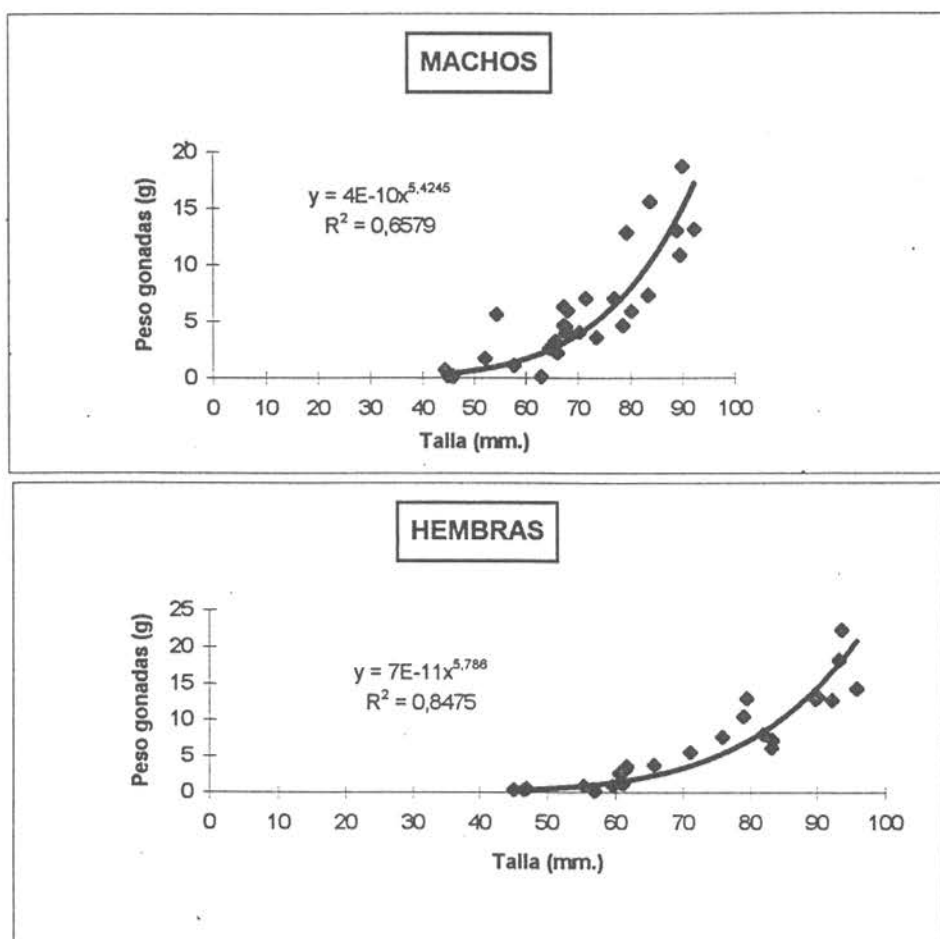 MACHOS
Peso gonadas (g)
20
15
10
5
0
y = 4E-10x^5,4245
R² = 0,6579
0 10 20 30 40 50 60 70 80 90 100
Talla (mm.)
HEMBRAS
Peso gonadas (g)
25
20
15
10
5
0
y = 7E-11x^5,786
R² = 0,8475
0 10 20 30 40 50 60 70 80 90 100
Talla (mm.)